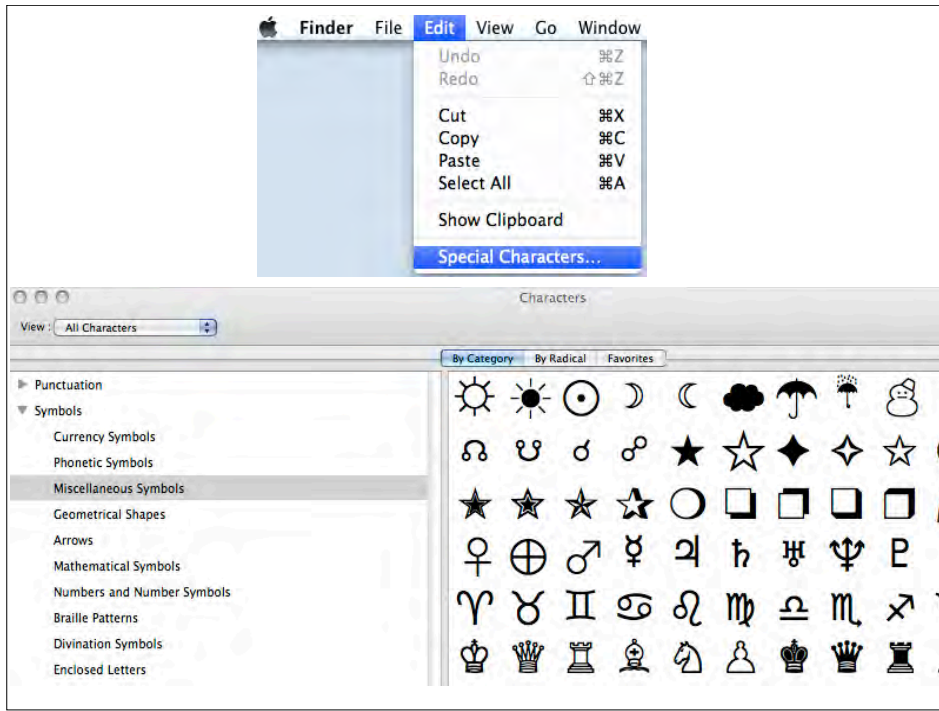 Finder File Edit View Go Window
Undo ⌘Z
Redo ⇧⌘Z
Cut ⌘X
Copy ⌘C
Paste ⌘V
Select All ⌘A
Show Clipboard
Special Characters...
Characters
View : All Characters
By Category By Radical Favorites
Punctuation
Symbols
Currency Symbols
Phonetic Symbols
Miscellaneous Symbols
Geometrical Shapes
Arrows
Mathematical Symbols
Numbers and Number Symbols
Braille Patterns
Divination Symbols
Enclosed Letters